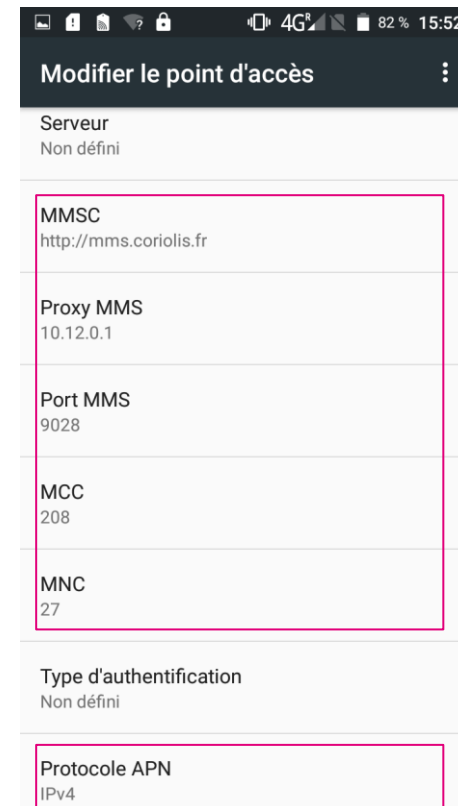 4GR 82 % 15:52
Modifier le point d'accès
Serveur
Non défini
MMSC
http://mms.coriolis.fr
Proxy MMS
10.12.0.1
Port MMS
9028
MCC
208
MNC
27
Type d'authentification
Non défini
Protocole APN
IPv4